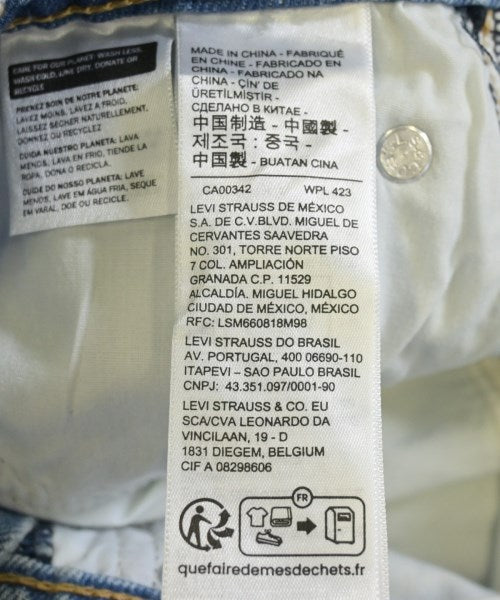 CARE FOR OUR PLANET: WASH LESS,
WASH COLD, LINE DRY, DONATE OR
RECYCLE
PRENEZ SOIN DE NOTRE PLANÈTE:
LAVEZ MOINS, LAVEZ À FROID,
LAISSEZ SÉCHER NATURELLEMENT,
DONNEZ OU RECYCLEZ
CUIDA NUESTRO PLANETA: LAVA
MENOS, LAVA EN FRÍO, TIENDE LA
ROPA, DONA O RECICLA.
CUIDE DO NOSSO PLANETA: LAVE
MENOS, LAVE EM ÁGUA FRIA, SEQUE
EM VARAL, DOE OU RECICLE.
MADE IN CHINA - FABRIQUÉ
EN CHINE - FABRICADO EN
CHINA - FABRICADO NA
CHINA - ÇİN' DE
ÜRETİLMİŞTİR -
СДЕЛАНО В КИТАЕ -
中国制造 - 中國製 -
제조국 : 중국 -
中国製 - BUATAN CINA
CA00342 WPL 423
LEVI STRAUSS DE MÉXICO
S.A. DE C.V.BLVD. MIGUEL DE
CERVANTES SAAVEDRA
NO. 301, TORRE NORTE PISO
7 COL. AMPLIACIÓN
GRANADA C.P. 11529
ALCALDÍA. MIGUEL HIDALGO
CIUDAD DE MÉXICO, MÉXICO
RFC: LSM660818M98
LEVI STRAUSS DO BRASIL
AV. PORTUGAL, 400 06690-110
ITAPEVI – SAO PAULO BRASIL
CNPJ: 43.351.097/0001-90
LEVI STRAUSS & CO. EU
SCA/CVA LEONARDO DA
VINCILAAN, 19 - D
1831 DIEGEM, BELGIUM
CIF A 08298606
FR
quefairedemesdechets.fr